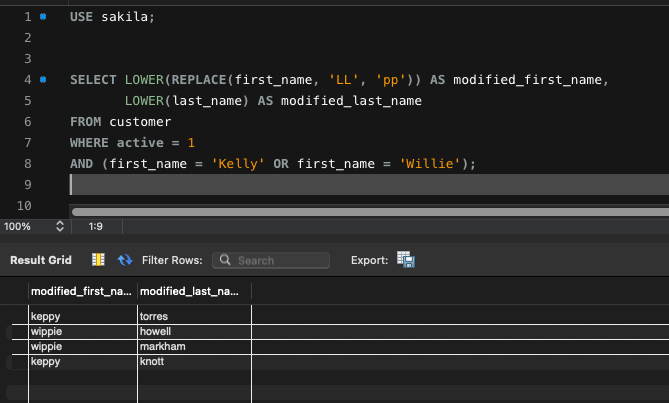 1 USE sakila;
2
3
4 SELECT LOWER(REPLACE(first_name, 'LL', 'pp')) AS modified_first_name,
5 LOWER(last_name) AS modified_last_name
6 FROM customer
7 WHERE active = 1
8 AND (first_name = 'Kelly' OR first_name = 'Willie');
9
10
100% 1:9
Result Grid Filter Rows: Search Export:
modified_first_na... modified_last_na...
keppy torres
wippie howell
wippie markham
keppy knott